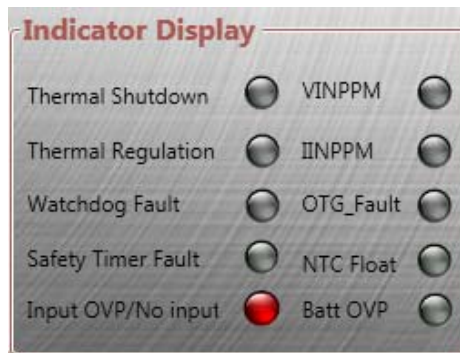 Indicator Display
Thermal Shutdown VINPPM
Thermal Regulation IINPPM
Watchdog Fault OTG_Fault
Safety Timer Fault NTC Float
Input OVP/No input Batt OVP